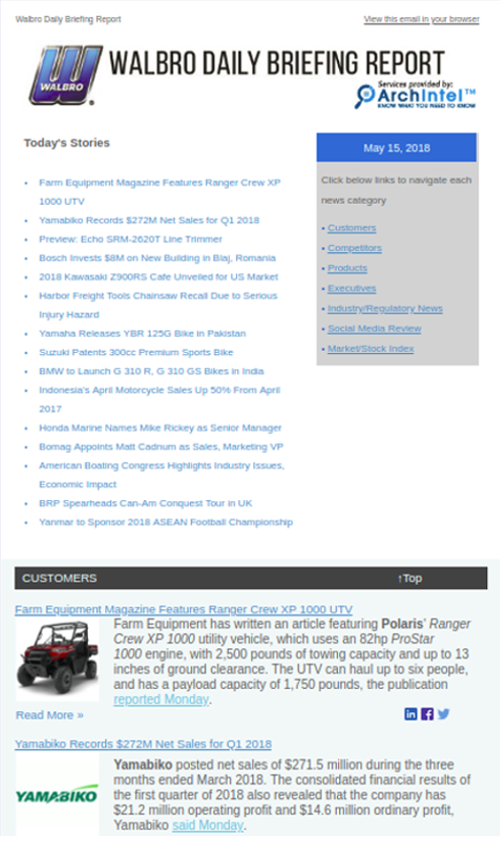 Walbro Daily Briefing Report
View this email in your browser
WALBRO
WALBRO DAILY BRIEFING REPORT
Services provided by:
ArchIntel™
KNOW WHAT YOU NEED TO KNOW
Today's Stories
• Farm Equipment Magazine Features Ranger Crew XP
1000 UTV
• Yamabiko Records $272M Net Sales for Q1 2018
• Preview: Echo SRM-2620T Line Trimmer
• Bosch Invests $8M on New Building in Blaj, Romania
• 2018 Kawasaki Z900RS Cafe Unveiled for US Market
• Harbor Freight Tools Chainsaw Recall Due to Serious
Injury Hazard
• Yamaha Releases YBR 125G Bike in Pakistan
• Suzuki Patents 300cc Premium Sports Bike
• BMW to Launch G 310 R, G 310 GS Bikes in India
• Indonesia's April Motorcycle Sales Up 50% From April
2017
• Honda Marine Names Mike Rickey as Senior Manager
• Bomag Appoints Matt Cadnum as Sales, Marketing VP
• American Boating Congress Highlights Industry Issues,
Economic Impact
• BRP Spearheads Can-Am Conquest Tour in UK
• Yanmar to Sponsor 2018 ASEAN Football Championship
May 15, 2018
Click below links to navigate each
news category
• Customers
• Competitors
• Products
• Executives
• Industry/Regulatory News
• Social Media Review
• Market/Stock Index
CUSTOMERS
↑Top
Farm Equipment Magazine Features Ranger Crew XP 1000 UTV
Farm Equipment has written an article featuring Polaris' Ranger
Crew XP 1000 utility vehicle, which uses an 82hp ProStar
1000 engine, with 2,500 pounds of towing capacity and up to 13
inches of ground clearance. The UTV can haul up to six people,
and has a payload capacity of 1,750 pounds, the publication
reported Monday.
Read More »
Yamabiko Records $272M Net Sales for Q1 2018
YAMABIKO
Yamabiko posted net sales of $271.5 million during the three
months ended March 2018. The consolidated financial results of
the first quarter of 2018 also revealed that the company has
$21.2 million operating profit and $14.6 million ordinary profit,
Yamabiko said Monday.